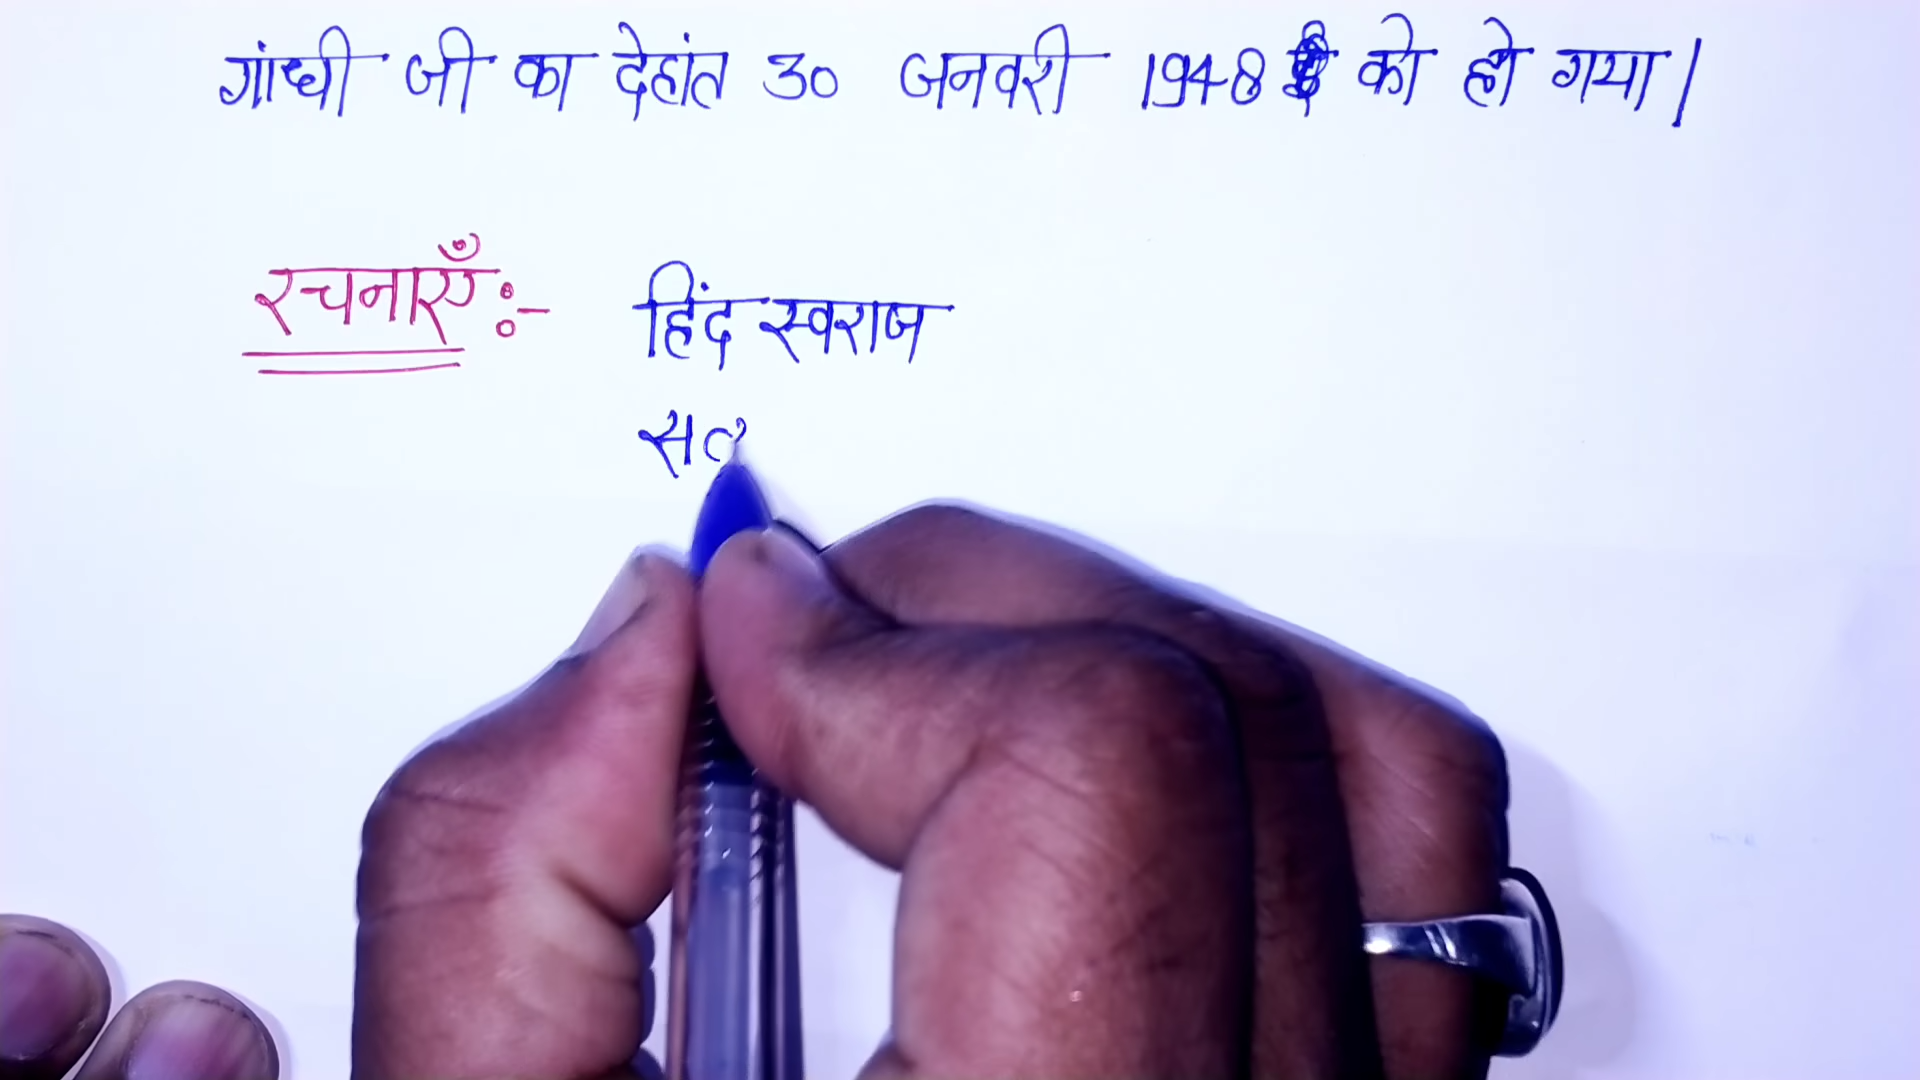 गांधी जी का देहांत 30 जनवरी 1948 को हो गया।
रचनाएँ :- हिंद स्वराज